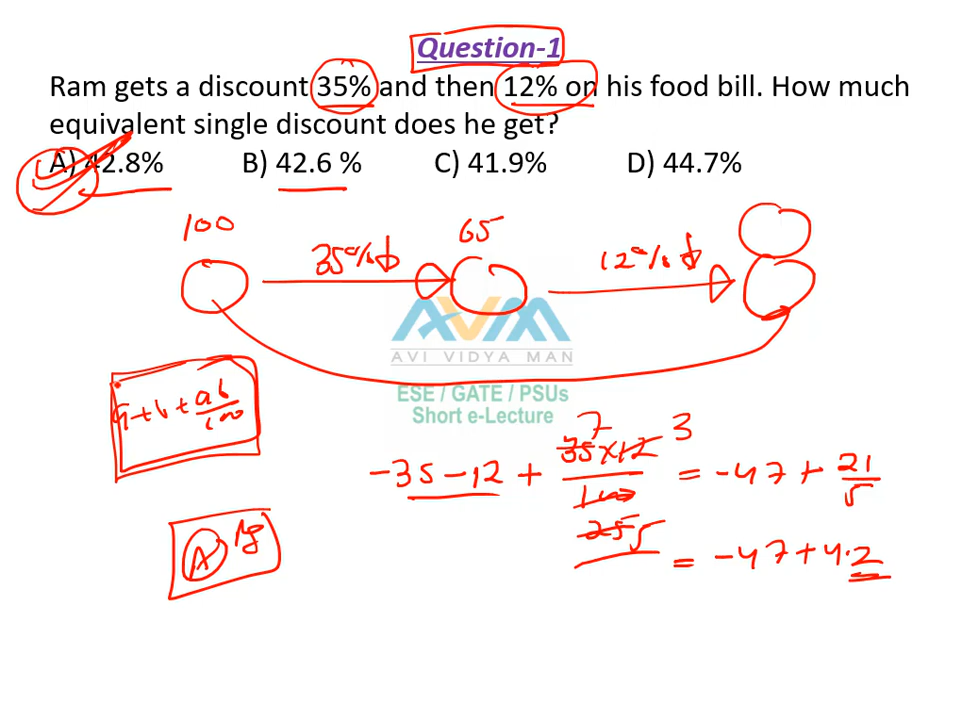 Question-1
Ram gets a discount 35% and then 12% on his food bill. How much
equivalent single discount does he get?
A) 42.8% B) 42.6 % C) 41.9% D) 44.7%
100 65
35%↓ 12%↓
AVM
AVI VIDYA MAN
ESE / GATE / PSUs
Short e-Lecture
a+b+ab/100
7 3
-35-12 + 35x12/100 = -47 + 21/5
25 5
= -47+4.2
A